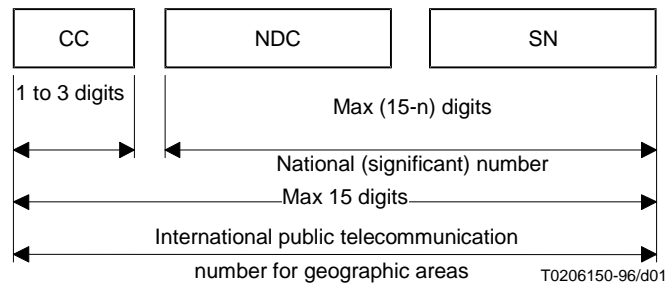 CC NDC SN
1 to 3 digits
Max (15-n) digits
National (significant) number
Max 15 digits
International public telecommunication
number for geographic areas
T0206150-96/d01